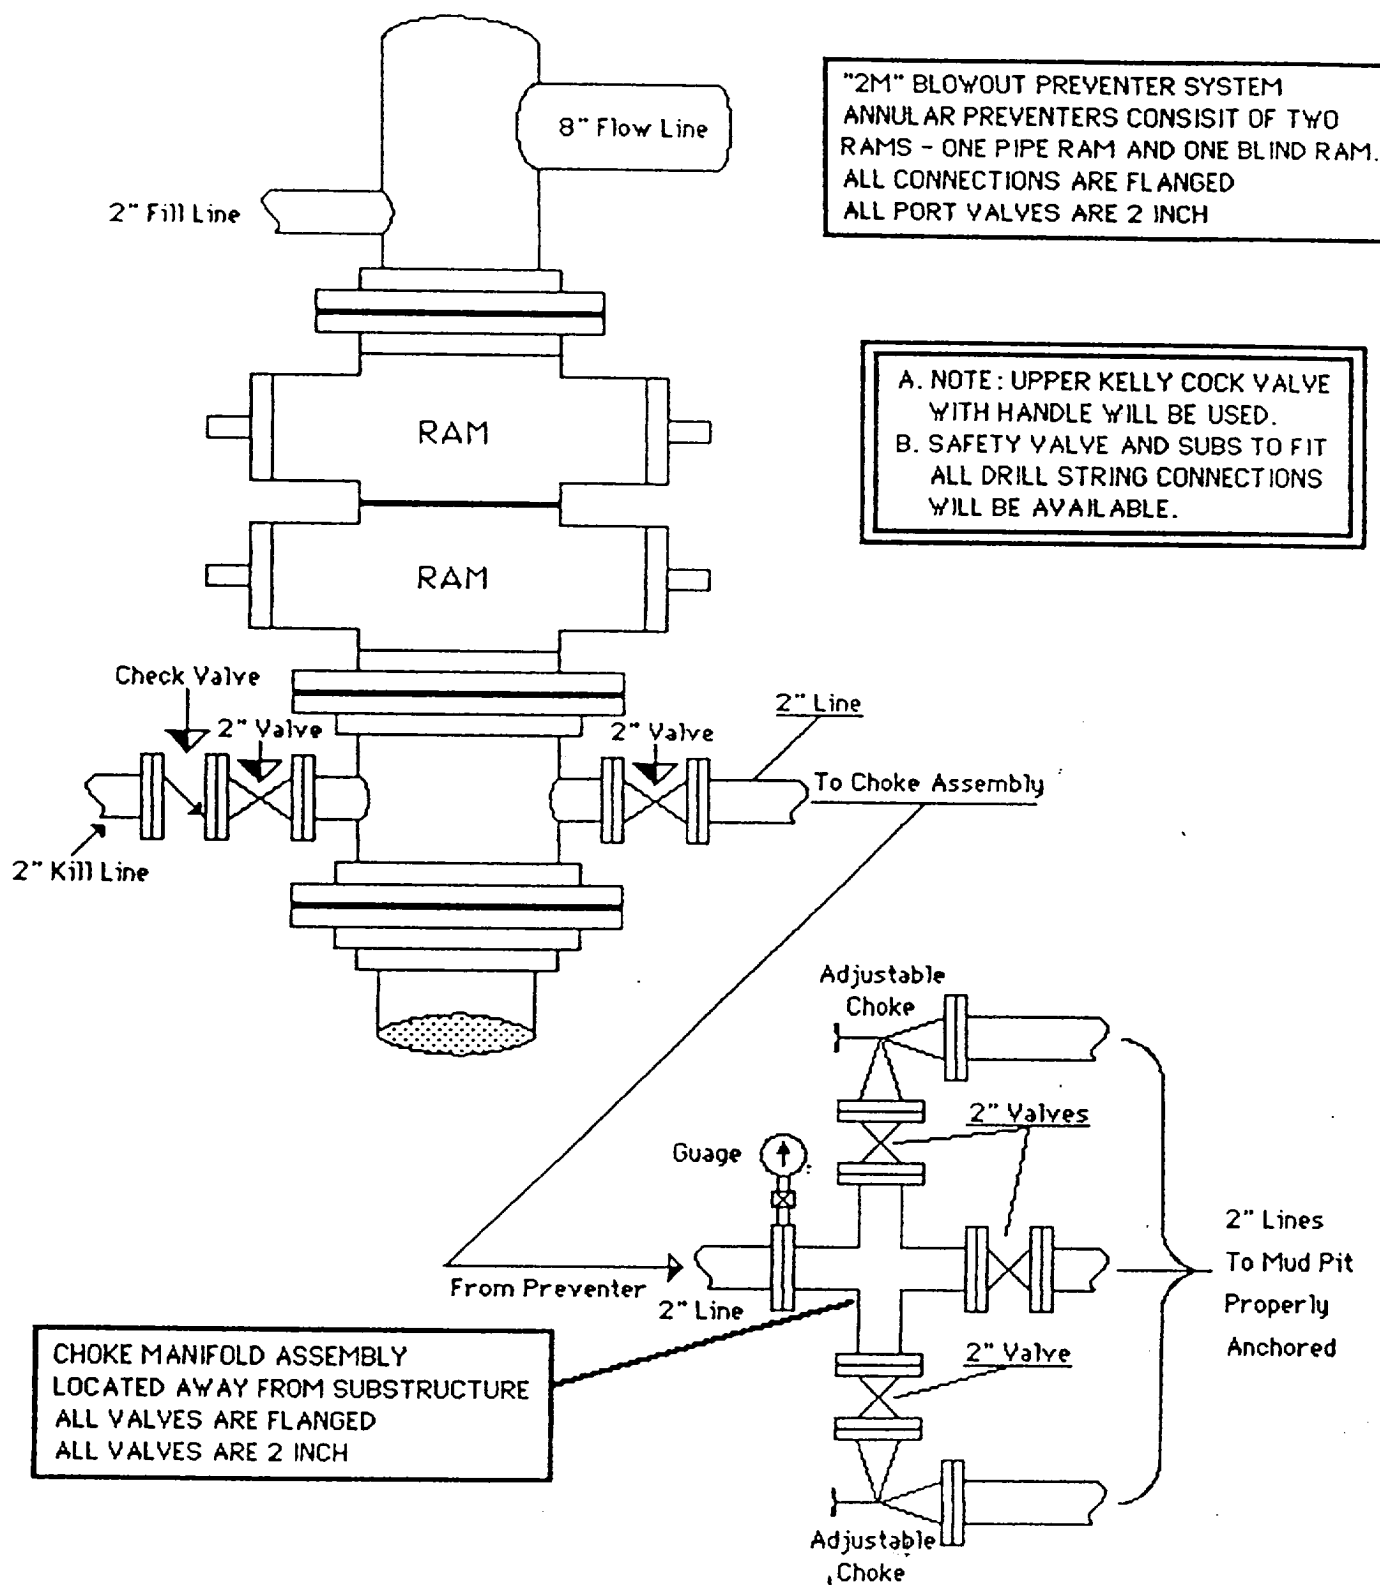 8" Flow Line
2" Fill Line
"2M" BLOWOUT PREVENTER SYSTEM
ANNULAR PREVENTERS CONSISIT OF TWO
RAMS - ONE PIPE RAM AND ONE BLIND RAM.
ALL CONNECTIONS ARE FLANGED
ALL PORT VALVES ARE 2 INCH
A. NOTE: UPPER KELLY COCK VALVE
WITH HANDLE WILL BE USED.
B. SAFETY VALVE AND SUBS TO FIT
ALL DRILL STRING CONNECTIONS
WILL BE AVAILABLE.
RAM
RAM
Check Valve
2" Valve
2" Valve
2" Line
To Choke Assembly
2" Kill Line
Adjustable
Choke
2" Valves
Guage
From Preventer
2" Line
2" Lines
To Mud Pit
Properly
Anchored
2" Valve
CHOKE MANIFOLD ASSEMBLY
LOCATED AWAY FROM SUBSTRUCTURE
ALL VALVES ARE FLANGED
ALL VALVES ARE 2 INCH
Adjustable
Choke